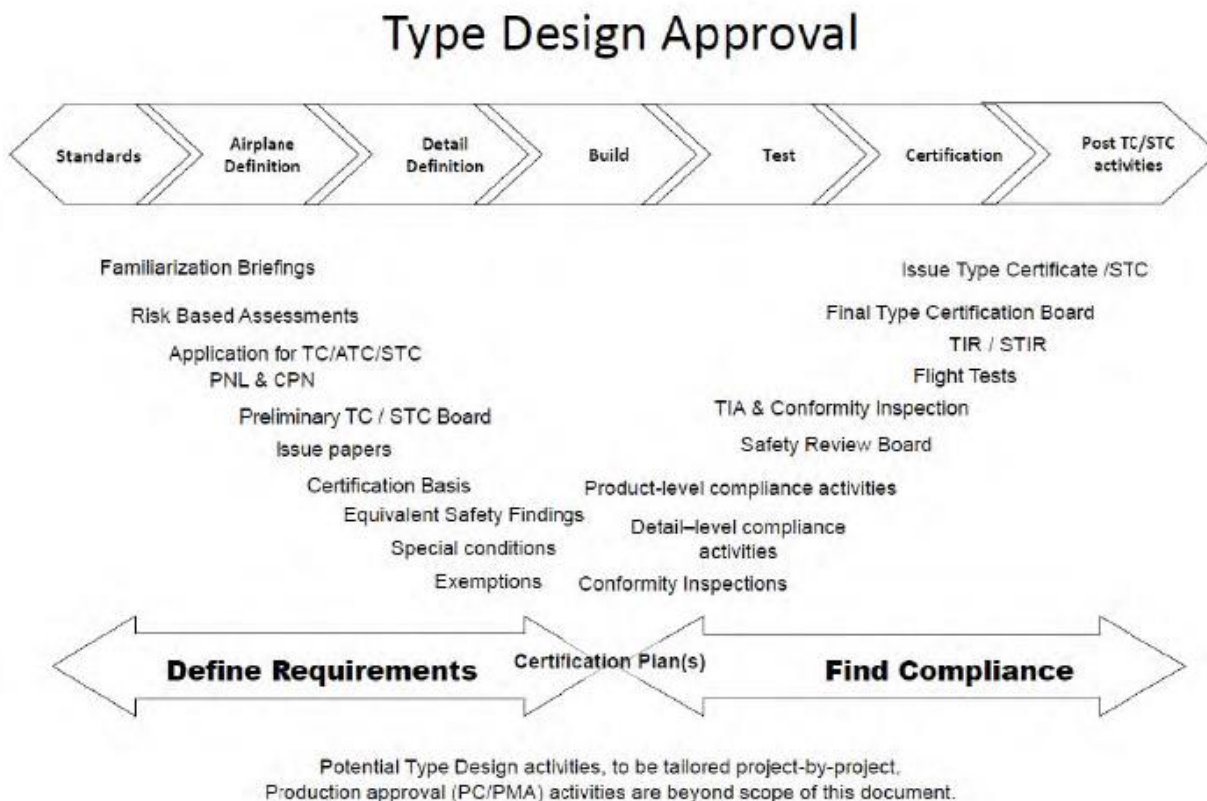 Type Design Approval
Standards
Airplane
Definition
Detail
Definition
Build
Test
Certification
Post TC/STC
activities
Familiarization Briefings
Risk Based Assessments
Application for TC/ATC/STC
PNL & CPN
Preliminary TC / STC Board
Issue papers
Certification Basis
Equivalent Safety Findings
Special conditions
Exemptions
Issue Type Certificate /STC
Final Type Certification Board
TIR / STIR
Flight Tests
TIA & Conformity Inspection
Safety Review Board
Product-level compliance activities
Detail–level compliance
activities
Conformity Inspections
Define Requirements
Certification Plan(s)
Find Compliance
Potential Type Design activities, to be tailored project-by-project,
Production approval (PC/PMA) activities are beyond scope of this document.